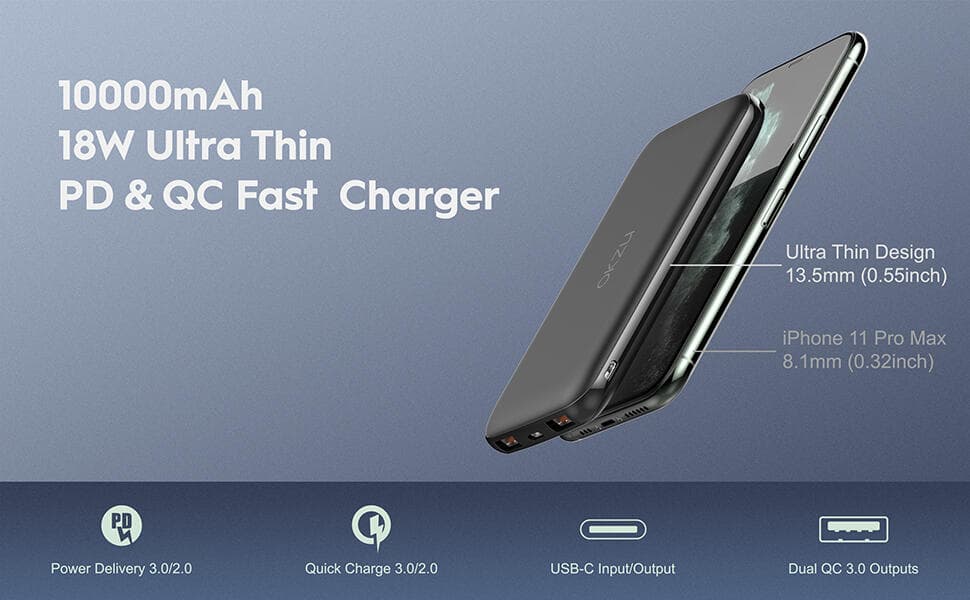 10000mAh
18W Ultra Thin
PD & QC Fast Charger
OKZU
Ultra Thin Design
13.5mm (0.55inch)
iPhone 11 Pro Max
8.1mm (0.32inch)
PD
Power Delivery 3.0/2.0
Quick Charge 3.0/2.0
USB-C Input/Output
Dual QC 3.0 Outputs